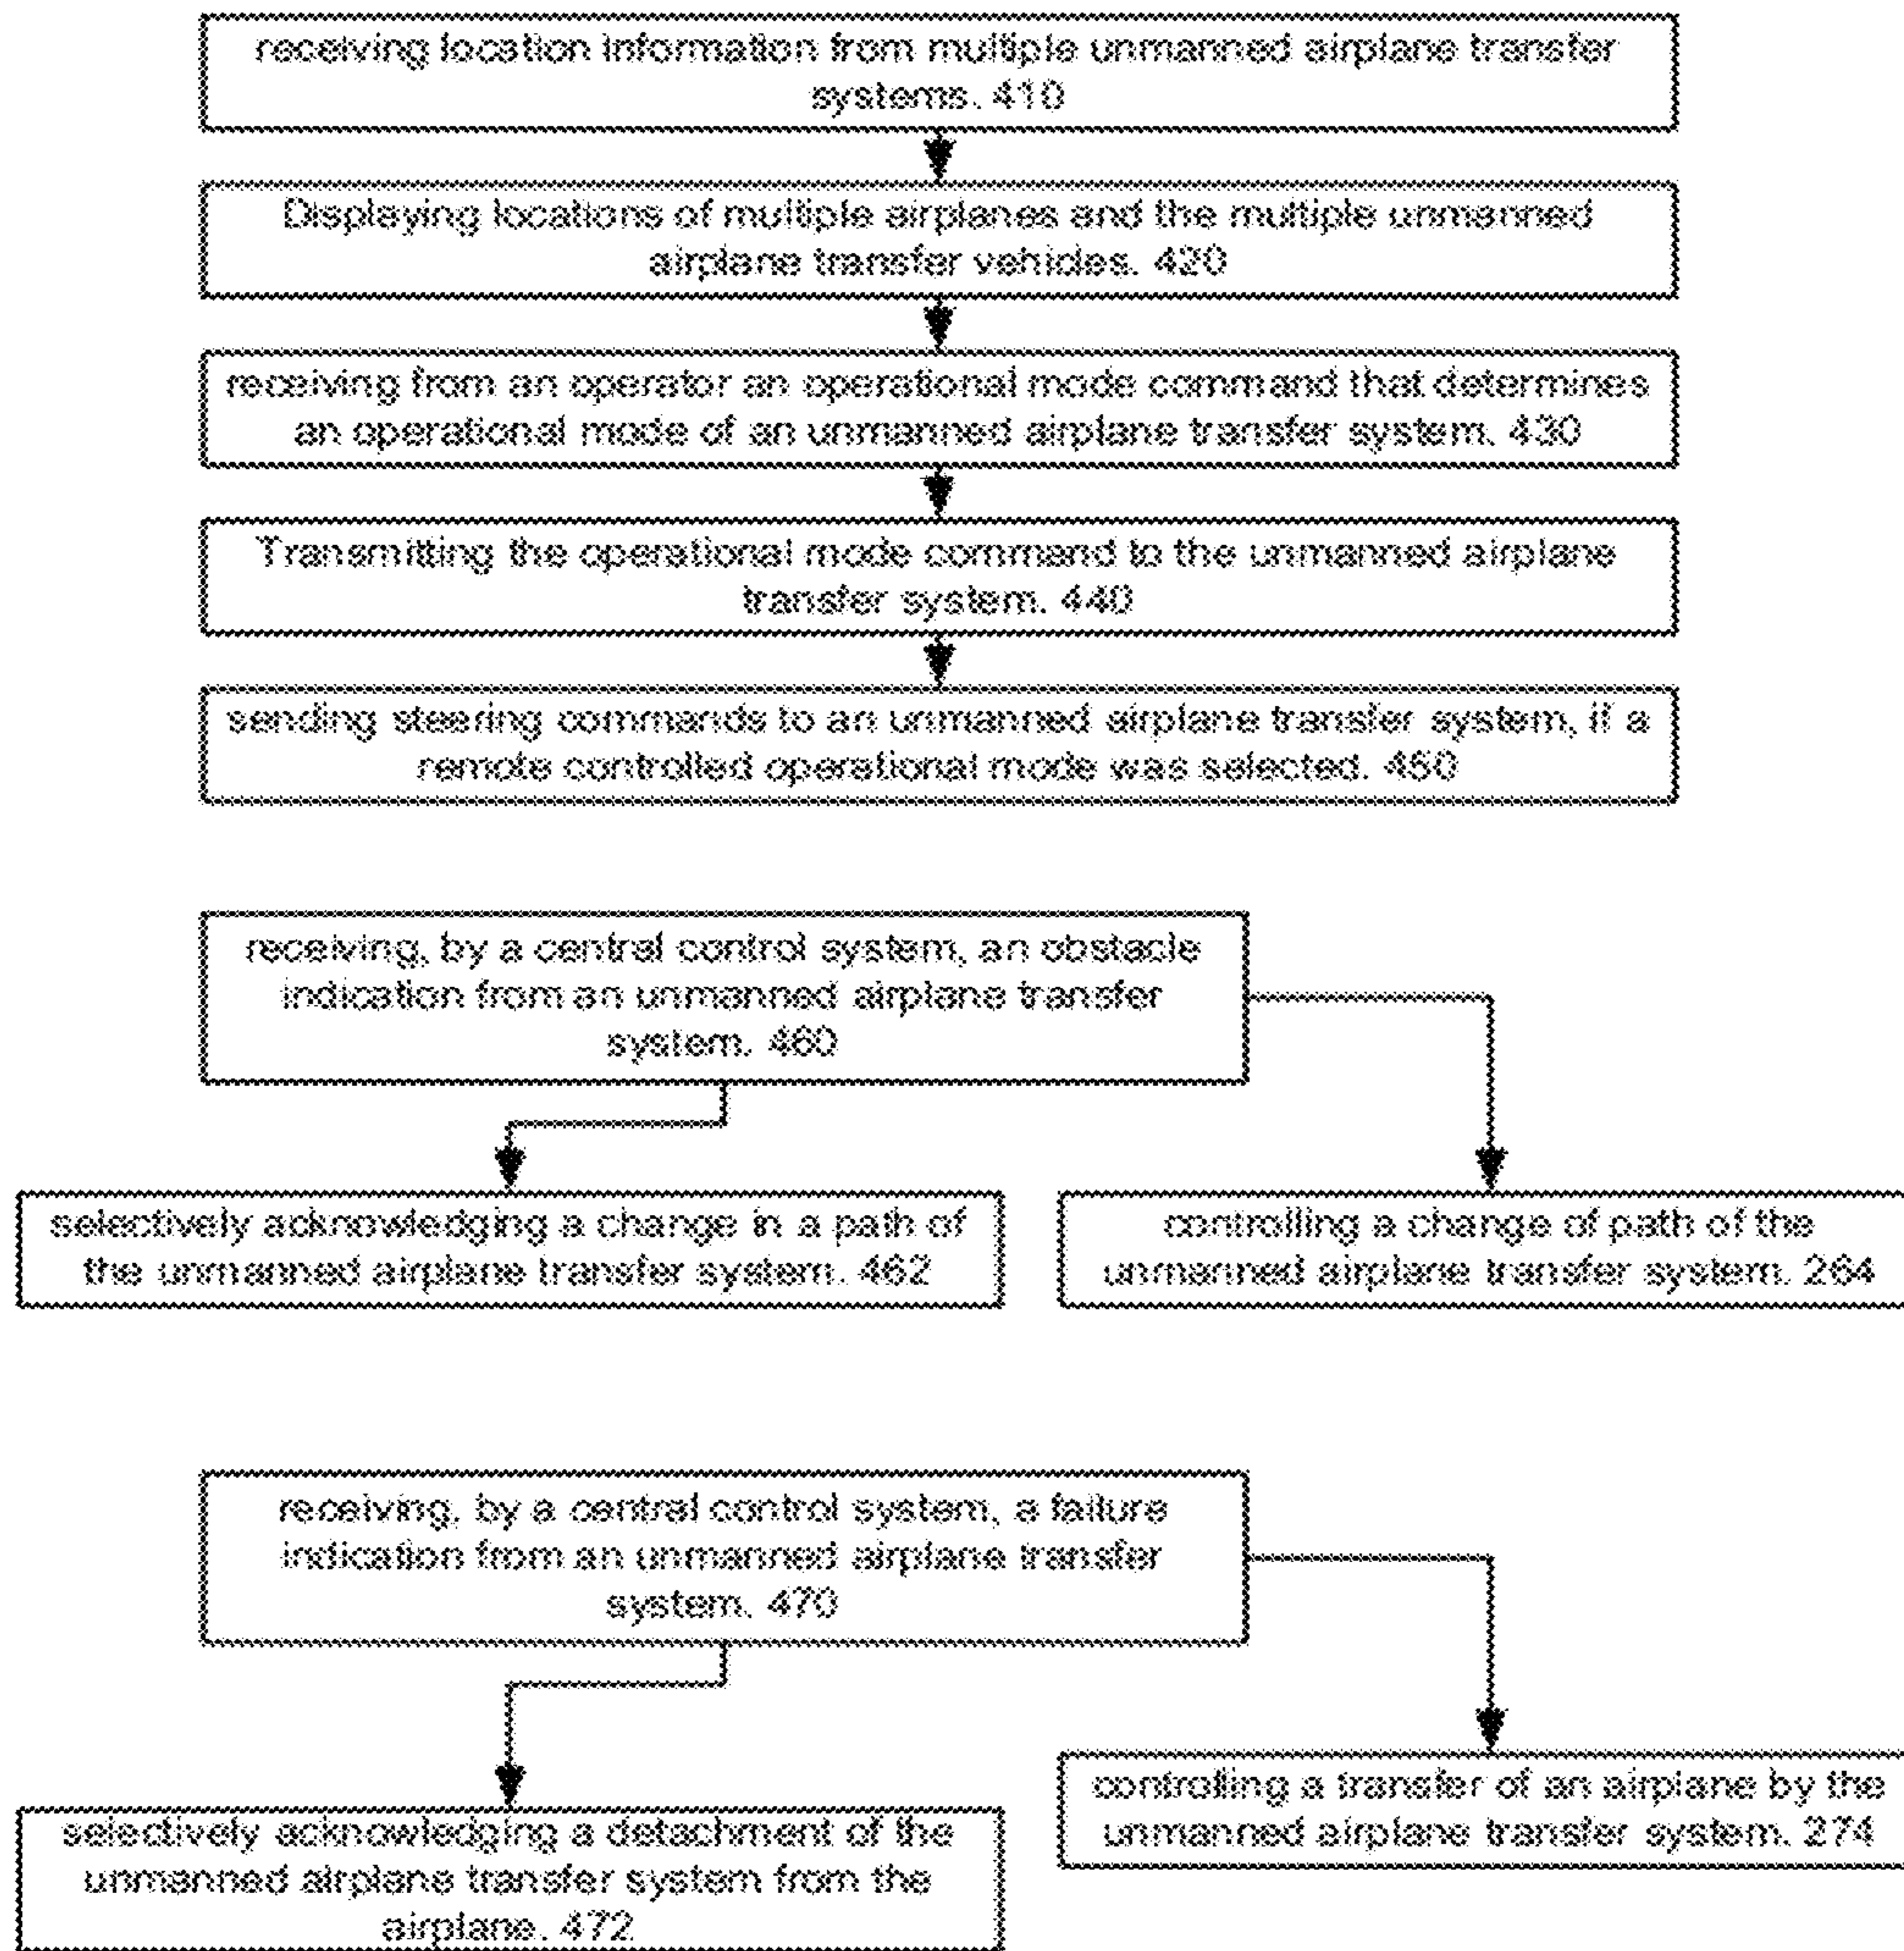 receiving location information from multiple unmanned airplane transfer
systems. 410
Displaying locations of multiple airplanes and the multiple unmanned
airplane transfer vehicles. 420
receiving from an operator an operational mode command that determines
an operational mode of an unmanned airplane transfer system. 430
Transmitting the operational mode command to the unmanned airplane
transfer system. 440
sending steering commands to an unmanned airplane transfer system, if a
remote controlled operational mode was selected. 450
receiving, by a central control system, an obstacle
indication from an unmanned airplane transfer
system. 460
selectively acknowledging a change in a path of
the unmanned airplane transfer system. 462
controlling a change of path of the
unmanned airplane transfer system. 264
receiving, by a central control system, a failure
indication from an unmanned airplane transfer
system. 470
controlling a transfer of an airplane by the
unmanned airplane transfer system. 274
selectively acknowledging a detachment of the
unmanned airplane transfer system from the
airplane. 472